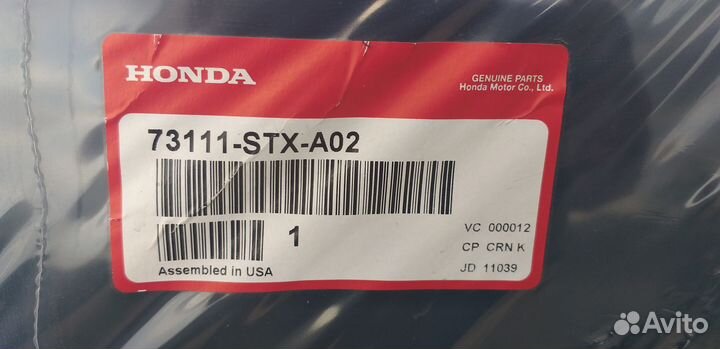 HONDA
GENUINE PARTS
Honda Motor Co., Ltd.
73111-STX-A02
1
VC 000012
CP CRN K
Assembled in USA
JD 11039
Avito